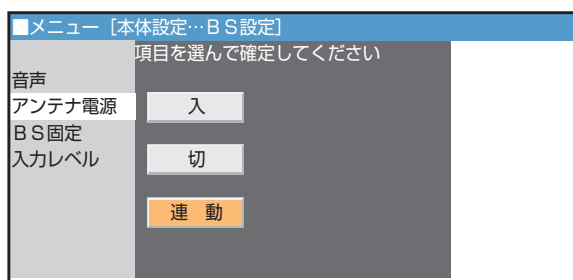 ■メニュー [本体設定…ＢＳ設定]
項目を選んで確定してください
音声
アンテナ電源
ＢＳ固定
入力レベル
入
切
連　動